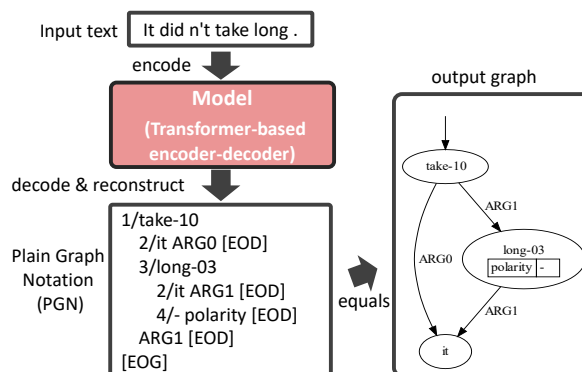 Input text
It did n't take long .
encode
Model
(Transformer-based
encoder-decoder)
decode & reconstruct
Plain Graph
Notation
(PGN)
1/take-10
2/it ARG0 [EOD]
3/long-03
2/it ARG1 [EOD]
4/- polarity [EOD]
ARG1 [EOD]
[EOG]
equals
output graph
take-10
ARG1
ARG0
long-03
polarity -
ARG1
it